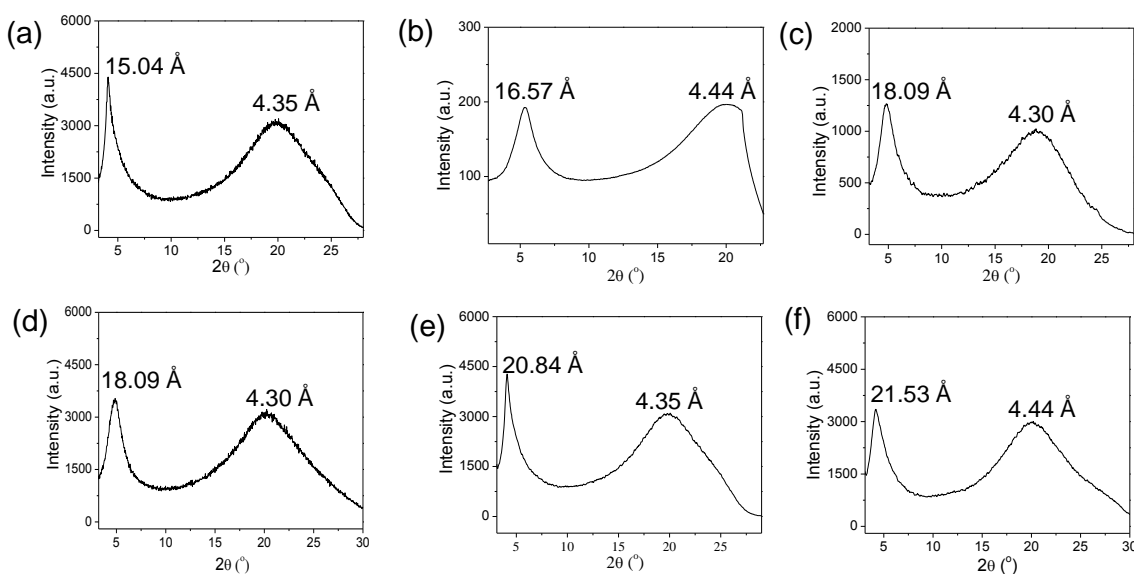 (a)
6000
4500
3000
1500
0
Intensity (a.u.)
15.04 Å
4.35 Å
5 10 15 20 25
2θ (°)
(b)
300
200
100
Intensity (a.u.)
16.57 Å
4.44 Å
5 10 15 20
2θ (°)
(c)
2000
1500
1000
500
0
Intensity (a.u.)
18.09 Å
4.30 Å
5 10 15 20 25
2θ (°)
(d)
6000
4500
3000
1500
0
Intensity (a.u.)
18.09 Å
4.30 Å
5 10 15 20 25 30
2θ (°)
(e)
6000
4500
3000
1500
0
Intensity (a.u.)
20.84 Å
4.35 Å
5 10 15 20 25
2θ (°)
(f)
6000
4500
3000
1500
0
Intensity (a.u.)
21.53 Å
4.44 Å
5 10 15 20 25 30
2θ (°)